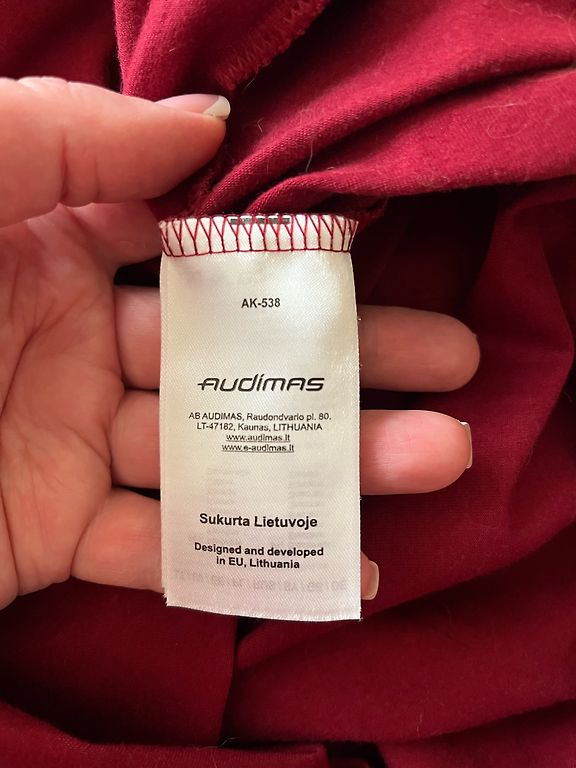 AK-538
AUDIMAS
AB AUDIMAS, Raudondvario pl. 80.
LT-47182, Kaunas, LITHUANIA
www.audimas.lt
www.e-audimas.lt
Sukurta Lietuvoje
Designed and developed
in EU, Lithuania